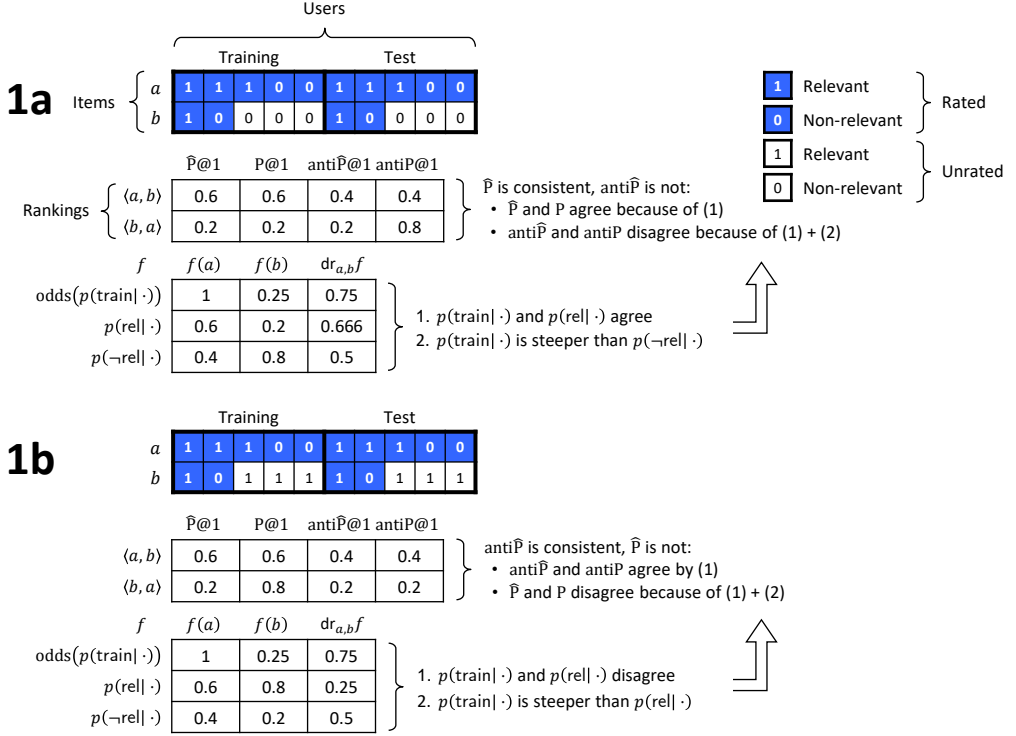 Users
Training Test
1a
Items
a 1 1 1 0 0 1 1 1 0 0
b 1 0 0 0 0 1 0 0 0 0
1 Relevant
0 Non-relevant
Rated
1 Relevant
0 Non-relevant
Unrated
P̂@1 P@1 antiP̂@1 antiP@1
Rankings
⟨a, b⟩ 0.6 0.6 0.4 0.4
⟨b, a⟩ 0.2 0.2 0.2 0.8
P̂ is consistent, antiP̂ is not:
• P̂ and P agree because of (1)
• antiP̂ and antiP disagree because of (1) + (2)
f f(a) f(b) dr_{a,b} f
odds(p(train|·)) 1 0.25 0.75
p(rel|·) 0.6 0.2 0.666
p(¬rel|·) 0.4 0.8 0.5
1. p(train|·) and p(rel|·) agree
2. p(train|·) is steeper than p(¬rel|·)
Training Test
1b
a 1 1 1 0 0 1 1 1 0 0
b 1 0 1 1 1 1 0 1 1 1
P̂@1 P@1 antiP̂@1 antiP@1
⟨a, b⟩ 0.6 0.6 0.4 0.4
⟨b, a⟩ 0.2 0.8 0.2 0.2
antiP̂ is consistent, P̂ is not:
• antiP̂ and antiP agree by (1)
• P̂ and P disagree because of (1) + (2)
f f(a) f(b) dr_{a,b} f
odds(p(train|·)) 1 0.25 0.75
p(rel|·) 0.6 0.8 0.25
p(¬rel|·) 0.4 0.2 0.5
1. p(train|·) and p(rel|·) disagree
2. p(train|·) is steeper than p(rel|·)